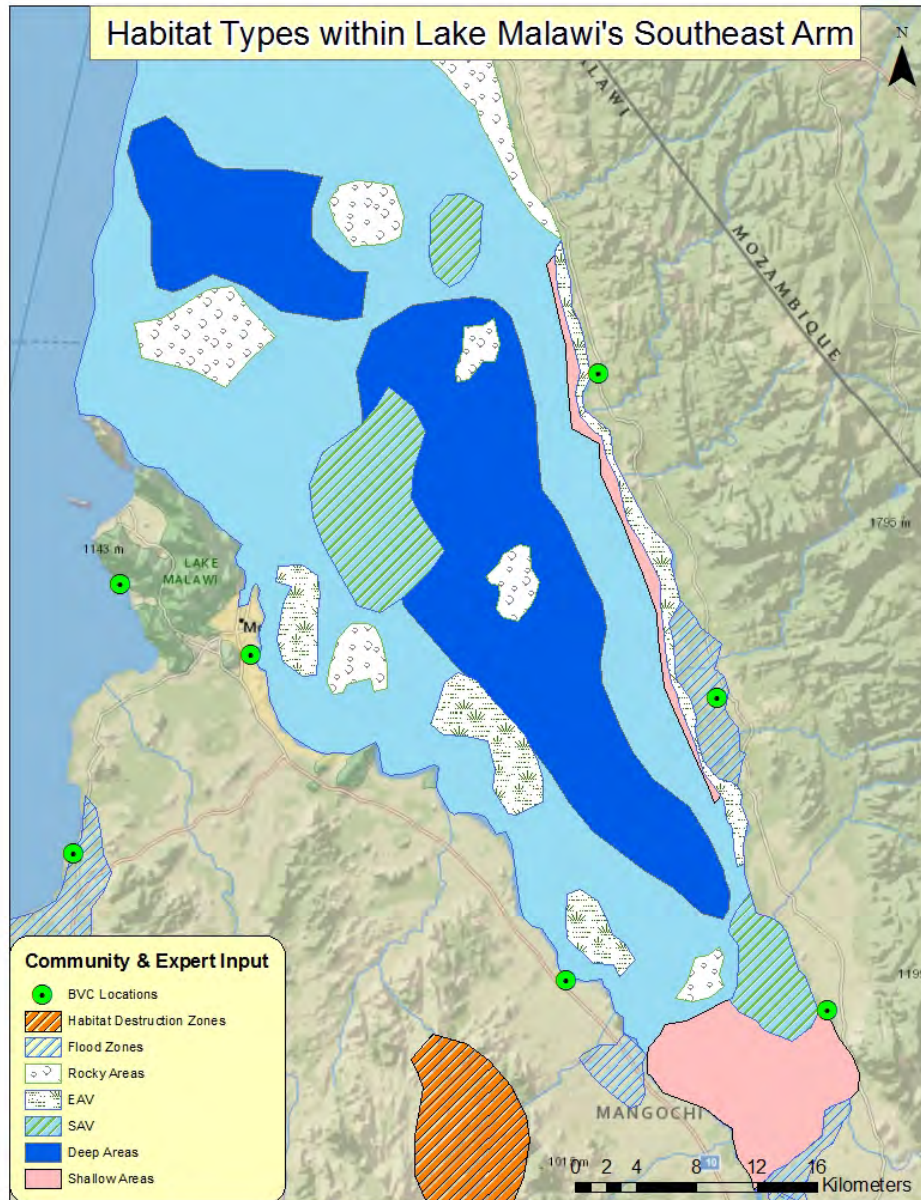 Habitat Types within Lake Malawi's Southeast Arm
N
ALAWI
MOZAMBIQUE
1795 m
1143 m
LAKE
MALAWI
Community & Expert Input
BVC Locations
Habitat Destruction Zones
Flood Zones
Rocky Areas
EAV
SAV
Deep Areas
Shallow Areas
MANGOCHI
10
0 2 4 8 12 16
Kilometers